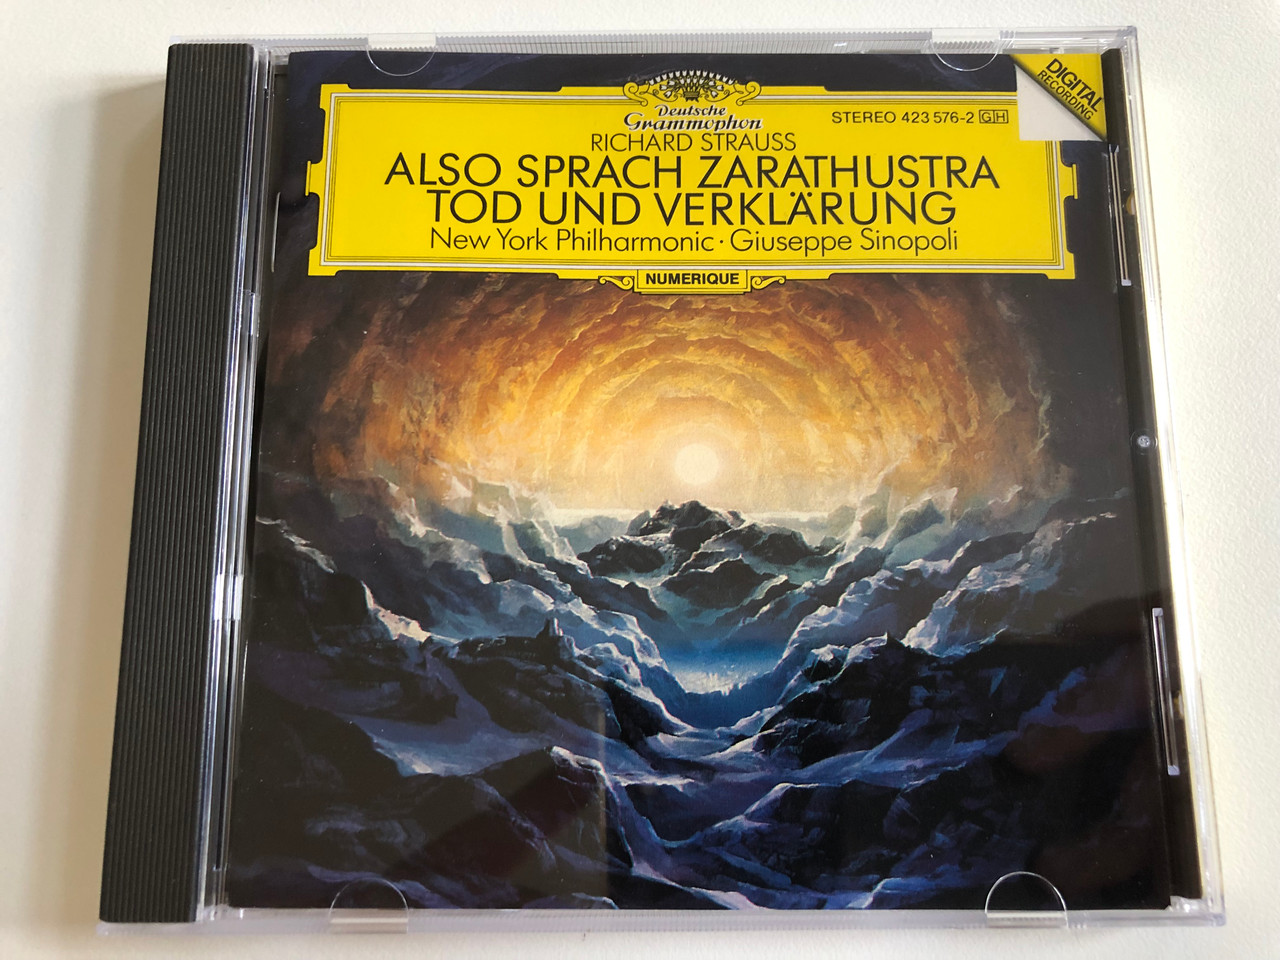 DIGITAL
RECORDING
Deutsche
Grammophon
STEREO 423 576-2 GH
RICHARD STRAUSS
ALSO SPRACH ZARATHUSTRA
TOD UND VERKLÄRUNG
New York Philharmonic · Giuseppe Sinopoli
NUMERIQUE